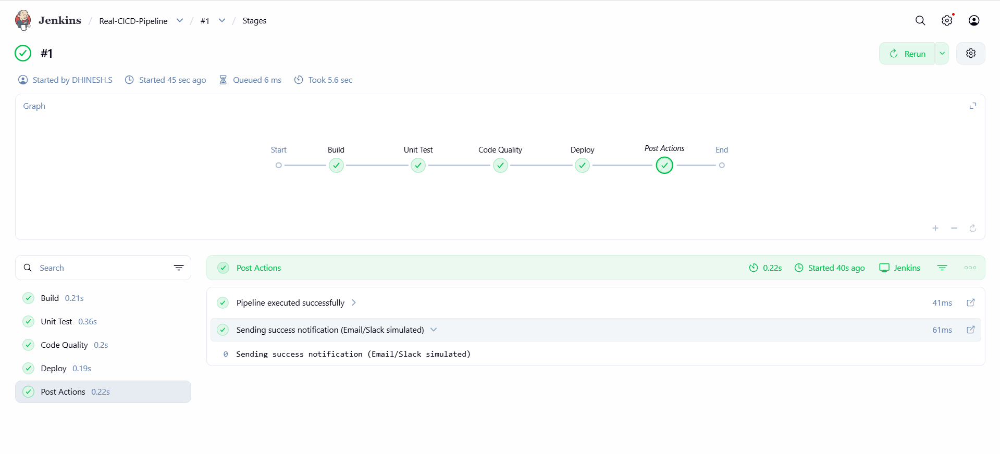 Jenkins / Real-CICD-Pipeline / #1 / Stages
#1
Rerun
Started by DHINESH.S Started 45 sec ago Queued 6 ms Took 5.6 sec
Graph
Start Build Unit Test Code Quality Deploy Post Actions End
Search
Post Actions 0.22s Started 40s ago Jenkins
Build 0.21s
Unit Test 0.36s
Code Quality 0.2s
Deploy 0.19s
Post Actions 0.22s
Pipeline executed successfully 41ms
Sending success notification (Email/Slack simulated) 61ms
0 Sending success notification (Email/Slack simulated)